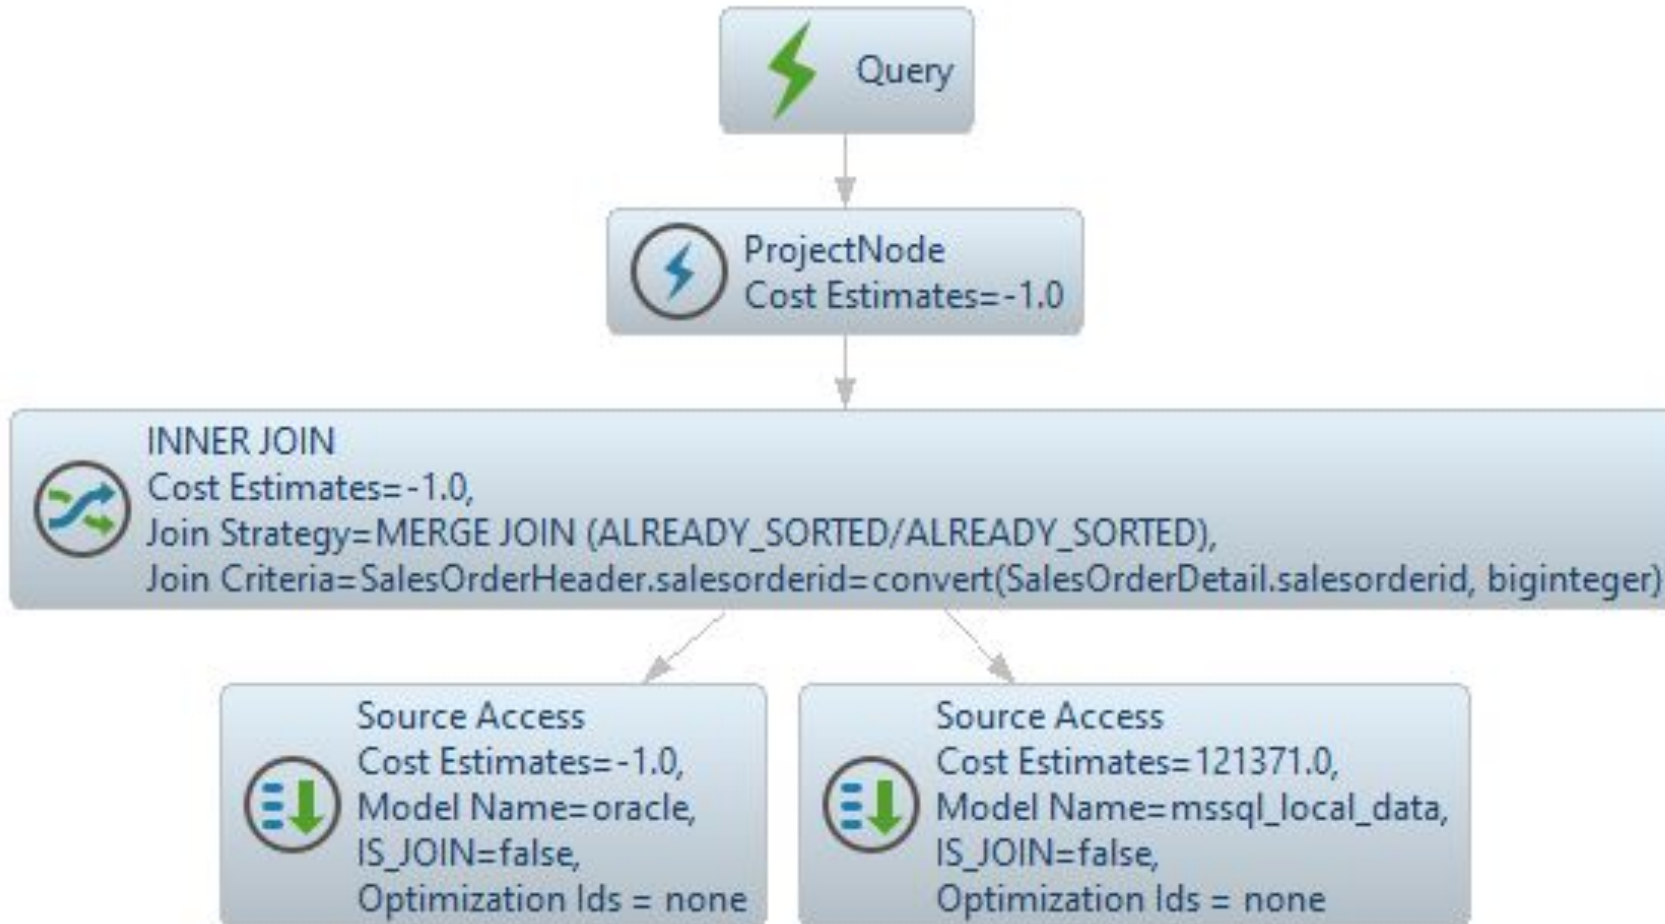 Query
ProjectNode
Cost Estimates=-1.0
INNER JOIN
Cost Estimates=-1.0,
Join Strategy=MERGE JOIN (ALREADY_SORTED/ALREADY_SORTED),
Join Criteria=SalesOrderHeader.salesorderid=convert(SalesOrderDetail.salesorderid, biginteger)
Source Access
Cost Estimates=-1.0,
Model Name=oracle,
IS_JOIN=false,
Optimization Ids = none
Source Access
Cost Estimates=121371.0,
Model Name=mssql_local_data,
IS_JOIN=false,
Optimization Ids = none